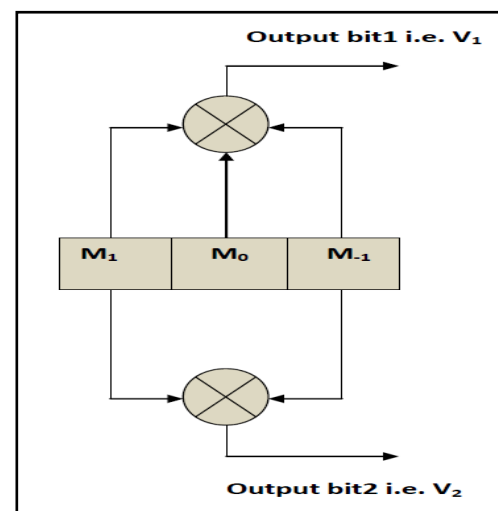 Output bit1 i.e. V₁
M₁ M₀ M₋₁
Output bit2 i.e. V₂